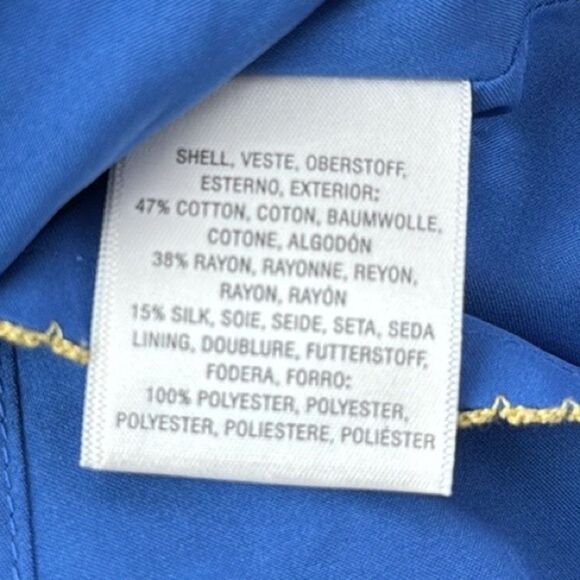 SHELL, VESTE, OBERSTOFF,
ESTERNO, EXTERIOR:
47% COTTON, COTON, BAUMWOLLE,
COTONE, ALGODÓN
38% RAYON, RAYONNE, REYON,
RAYON, RAYÓN
15% SILK, SOIE, SEIDE, SETA, SEDA
LINING, DOUBLURE, FUTTERSTOFF,
FODERA, FORRO:
100% POLYESTER, POLYESTER,
POLYESTER, POLIESTERE, POLIÉSTER